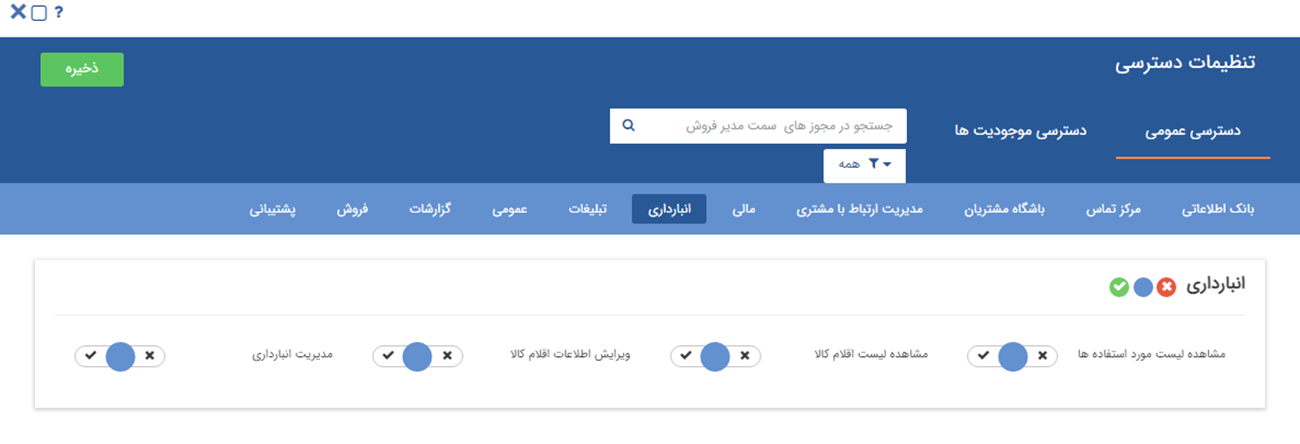 ?
تنظیمات دسترسی
ذخیره
دسترسی عمومی
دسترسی موجودیت ها
جستجو در مجوز های سمت مدیر فروش
همه
بانک اطلاعاتی مرکز تماس باشگاه مشتریان مدیریت ارتباط با مشتری مالی انبارداری تبلیغات عمومی گزارشات فروش پشتیبانی
انبارداری
مشاهده لیست مورد استفاده ها مشاهده لیست اقلام کالا ویرایش اطلاعات اقلام کالا مدیریت انبارداری